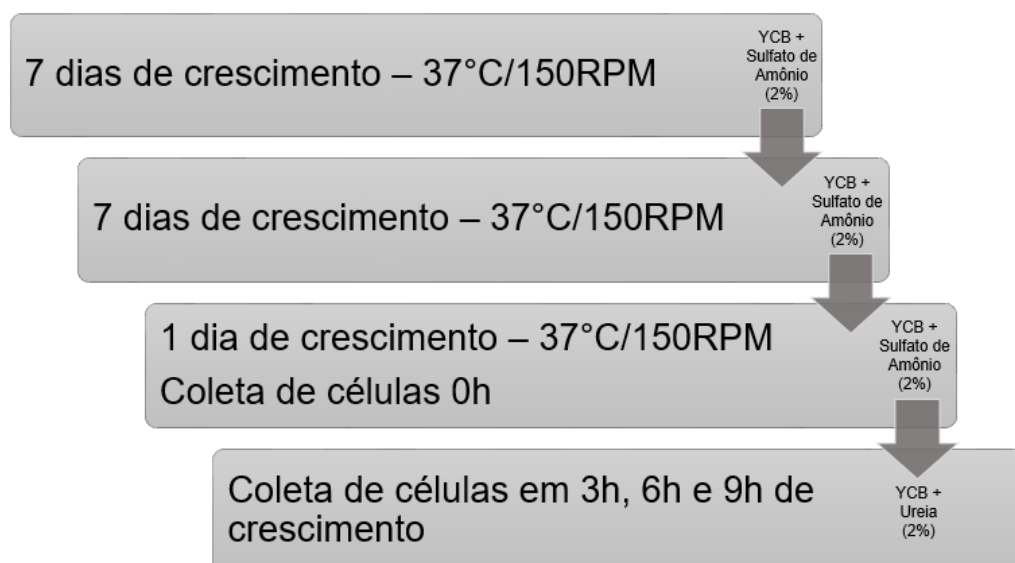 7 dias de crescimento – 37°C/150RPM
YCB +
Sulfato de
Amônio
(2%)
7 dias de crescimento – 37°C/150RPM
YCB +
Sulfato de
Amônio
(2%)
1 dia de crescimento – 37°C/150RPM
Coleta de células 0h
YCB +
Sulfato de
Amônio
(2%)
Coleta de células em 3h, 6h e 9h de
crescimento
YCB +
Ureia
(2%)